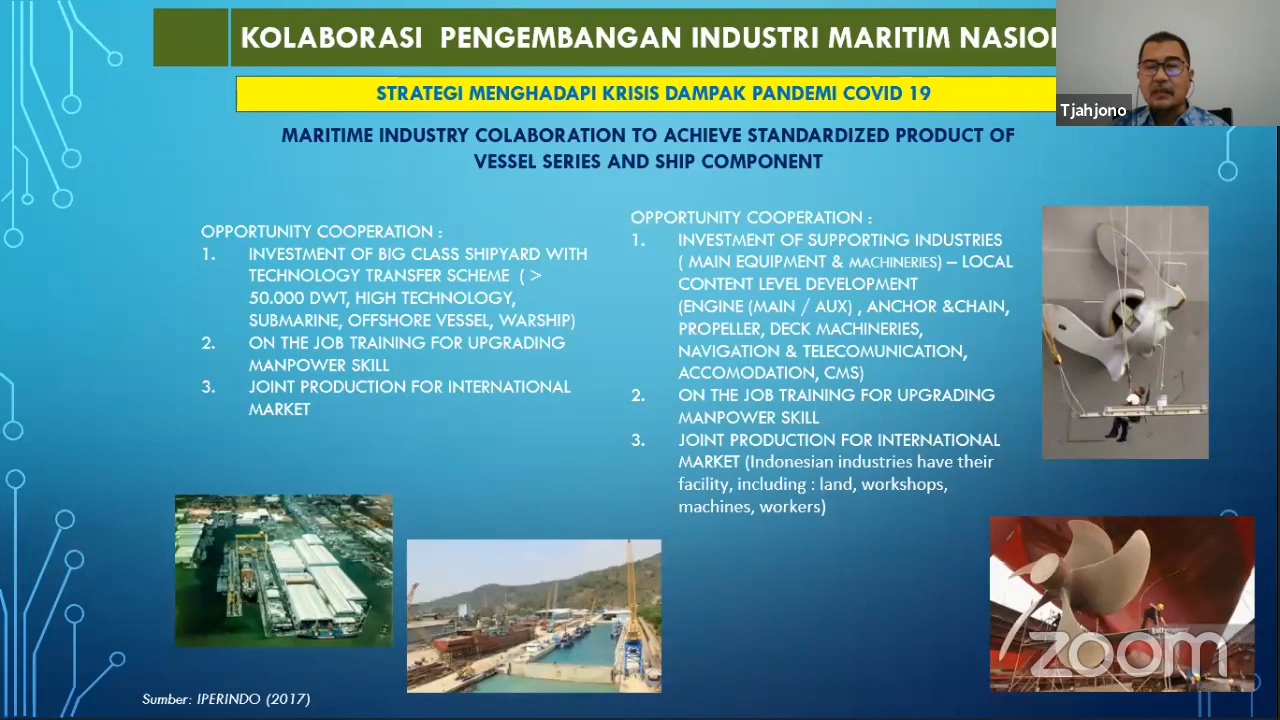 KOLABORASI PENGEMBANGAN INDUSTRI MARITIM
STRATEGI MENGHADAPI KRISIS DAMPAK PANDEMI COVID 19
Tjahjono
MARITIME INDUSTRY COLABORATION TO ACHIEVE STANDARDIZED PRODUCT OF
VESSEL SERIES AND SHIP COMPONENT
OPPORTUNITY COOPERATION :
1. INVESTMENT OF BIG CLASS SHIPYARD WITH
TECHNOLOGY TRANSFER SCHEME ( >
50.000 DWT, HIGH TECHNOLOGY,
SUBMARINE, OFFSHORE VESSEL, WARSHIP)
2. ON THE JOB TRAINING FOR UPGRADING
MANPOWER SKILL
3. JOINT PRODUCTION FOR INTERNATIONAL
MARKET
OPPORTUNITY COOPERATION :
1. INVESTMENT OF SUPPORTING INDUSTRIES
( MAIN EQUIPMENT & MACHINERIES) – LOCAL
CONTENT LEVEL DEVELOPMENT
(ENGINE (MAIN / AUX) , ANCHOR &CHAIN,
PROPELLER, DECK MACHINERIES,
NAVIGATION & TELECOMUNICATION,
ACCOMODATION, CMS)
2. ON THE JOB TRAINING FOR UPGRADING
MANPOWER SKILL
3. JOINT PRODUCTION FOR INTERNATIONAL
MARKET (Indonesian industries have their
facility, including : land, workshops,
machines, workers)
zoom
Sumber: IPERINDO (2017)